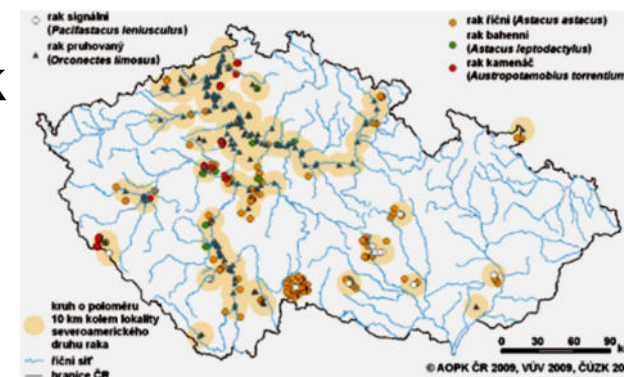 rak signální
(Pacifastacus leniusculus)
rak pruhovaný
(Orconectes limosus)
rak říční (Astacus astacus)
rak bahenní
(Astacus leptodactylus)
rak kamenáč
(Austropotamobius torrentium
kruh o poloměru
10 km kolem lokality
severoamerického
druhu raka
říční síť
hranice ČR
0 30 60 90
k
© AOPK ČR 2009, VÚV 2009, ČÚZK 20